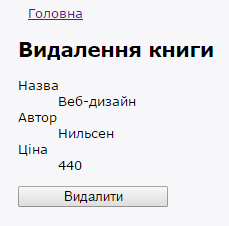 Головна
Видалення книги
Назва
Веб-дизайн
Автор
Нильсен
Ціна
440
Видалити